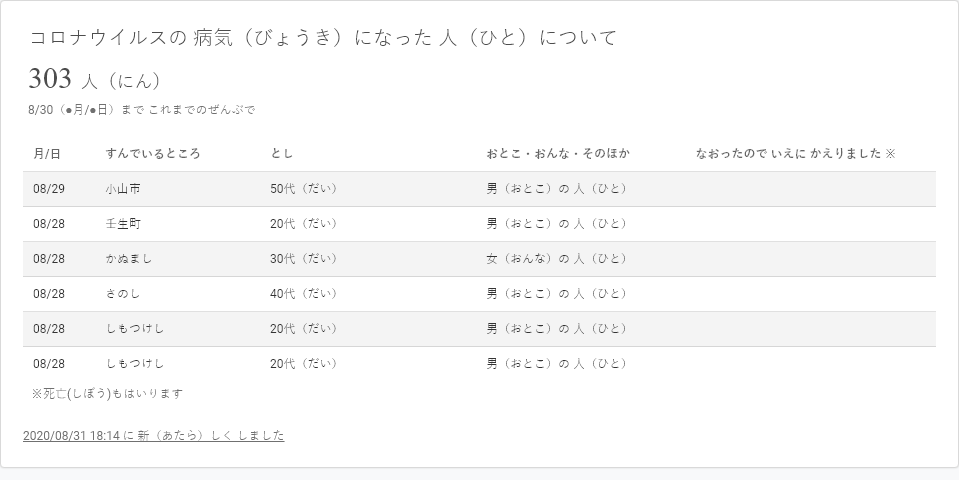 コロナウイルスの 病気（びょうき）になった 人（ひと）について
303 人（にん）
8/30（●月/●日）まで これまでのぜんぶで
月/日 すんでいるところ とし おとこ・おんな・そのほか なおったので いえに かえりました ※
08/29 小山市 50代（だい） 男（おとこ）の 人（ひと）
08/28 壬生町 20代（だい） 男（おとこ）の 人（ひと）
08/28 かぬまし 30代（だい） 女（おんな）の 人（ひと）
08/28 さのし 40代（だい） 男（おとこ）の 人（ひと）
08/28 しもつけし 20代（だい） 男（おとこ）の 人（ひと）
08/28 しもつけし 20代（だい） 男（おとこ）の 人（ひと）
※死亡(しぼう)もはいります
2020/08/31 18:14 に 新（あたら）しく しました